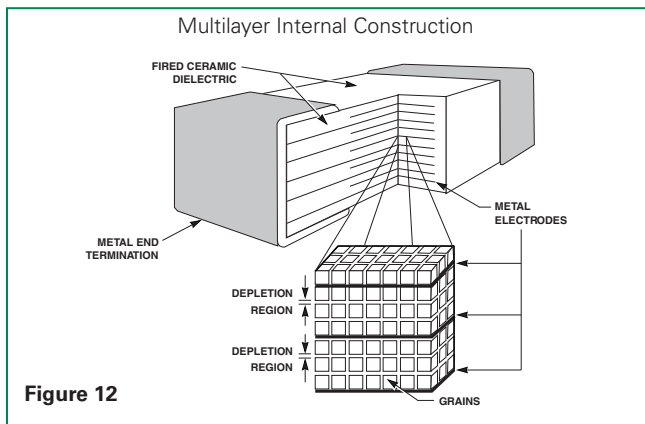 Multilayer Internal Construction
FIRED CERAMIC
DIELECTRIC
METAL
ELECTRODES
METAL END
TERMINATION
DEPLETION
REGION
DEPLETION
REGION
GRAINS
Figure 12